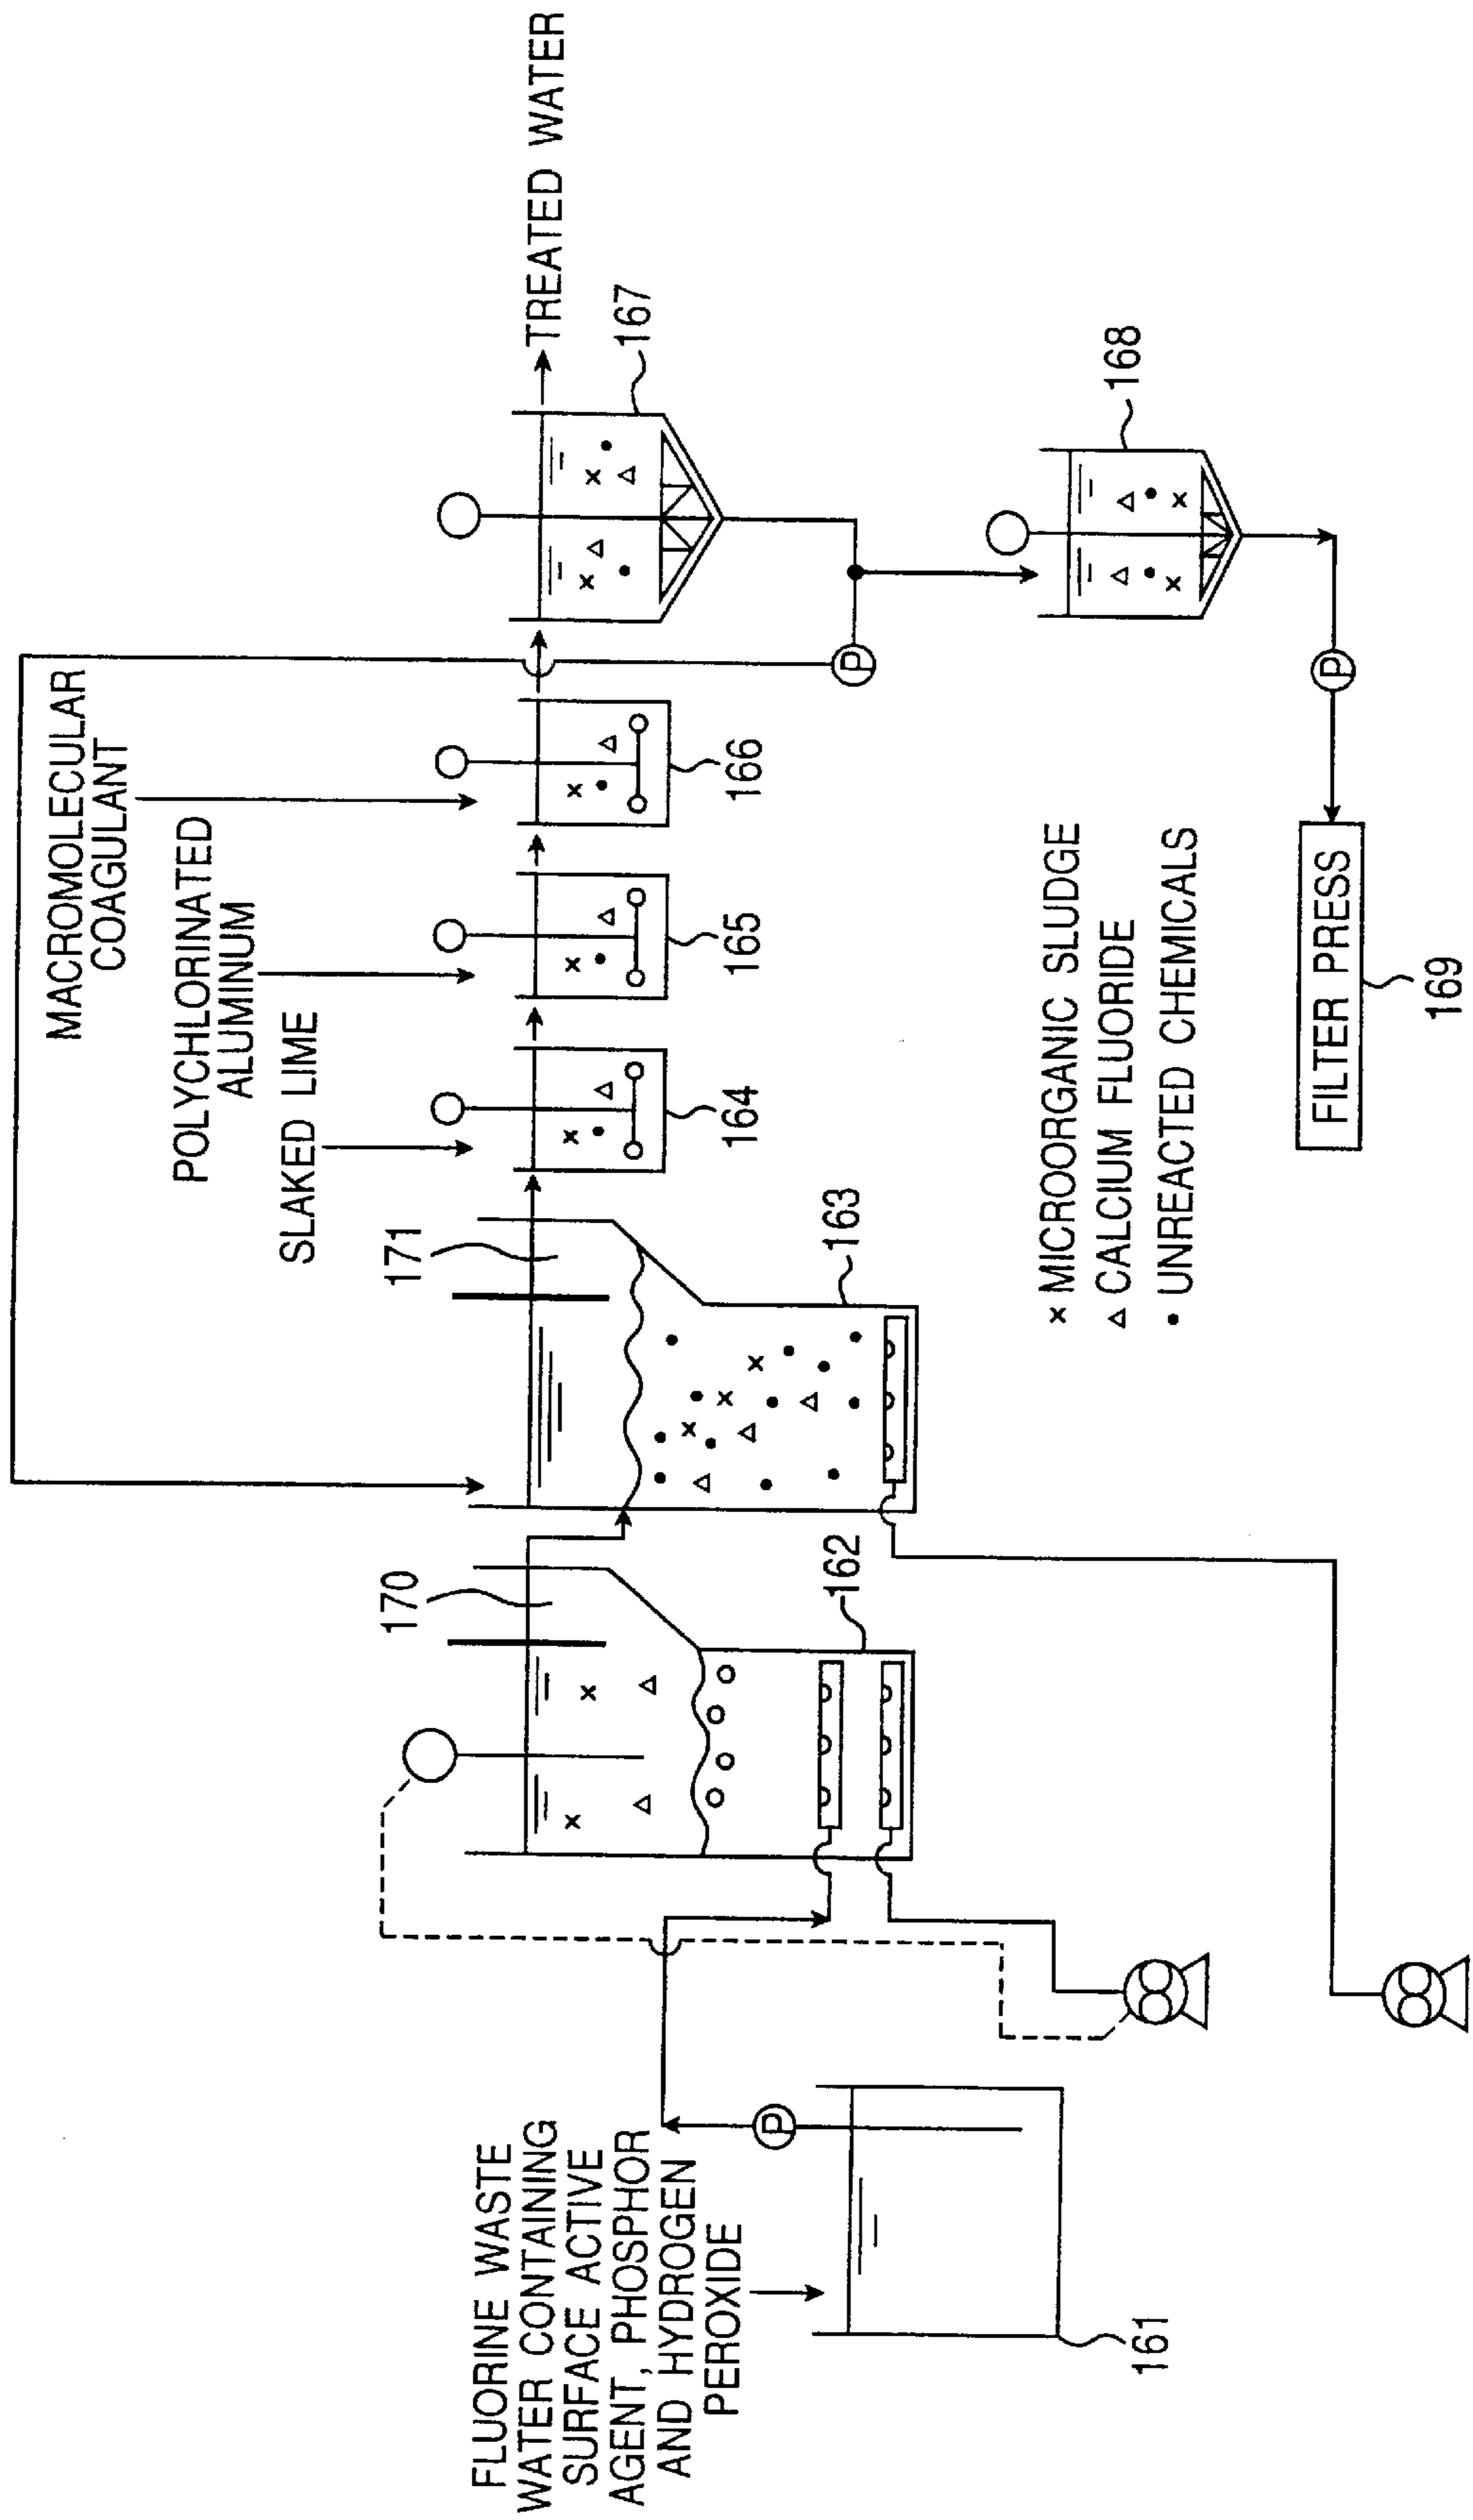 FLUORINE WASTE
WATER CONTAINING
SURFACE ACTIVE
AGENT, PHOSPHOR
AND HYDROGEN
PEROXIDE
161
P
170
162
171
163
SLAKED LIME
164
POLYCHLORINATED
ALUMINUM
165
MACROMOLECULAR
COAGULANT
166
P
167
TREATED WATER
168
P
FILTER PRESS
169
x MICROORGANIC SLUDGE
△ CALCIUM FLUORIDE
• UNREACTED CHEMICALS